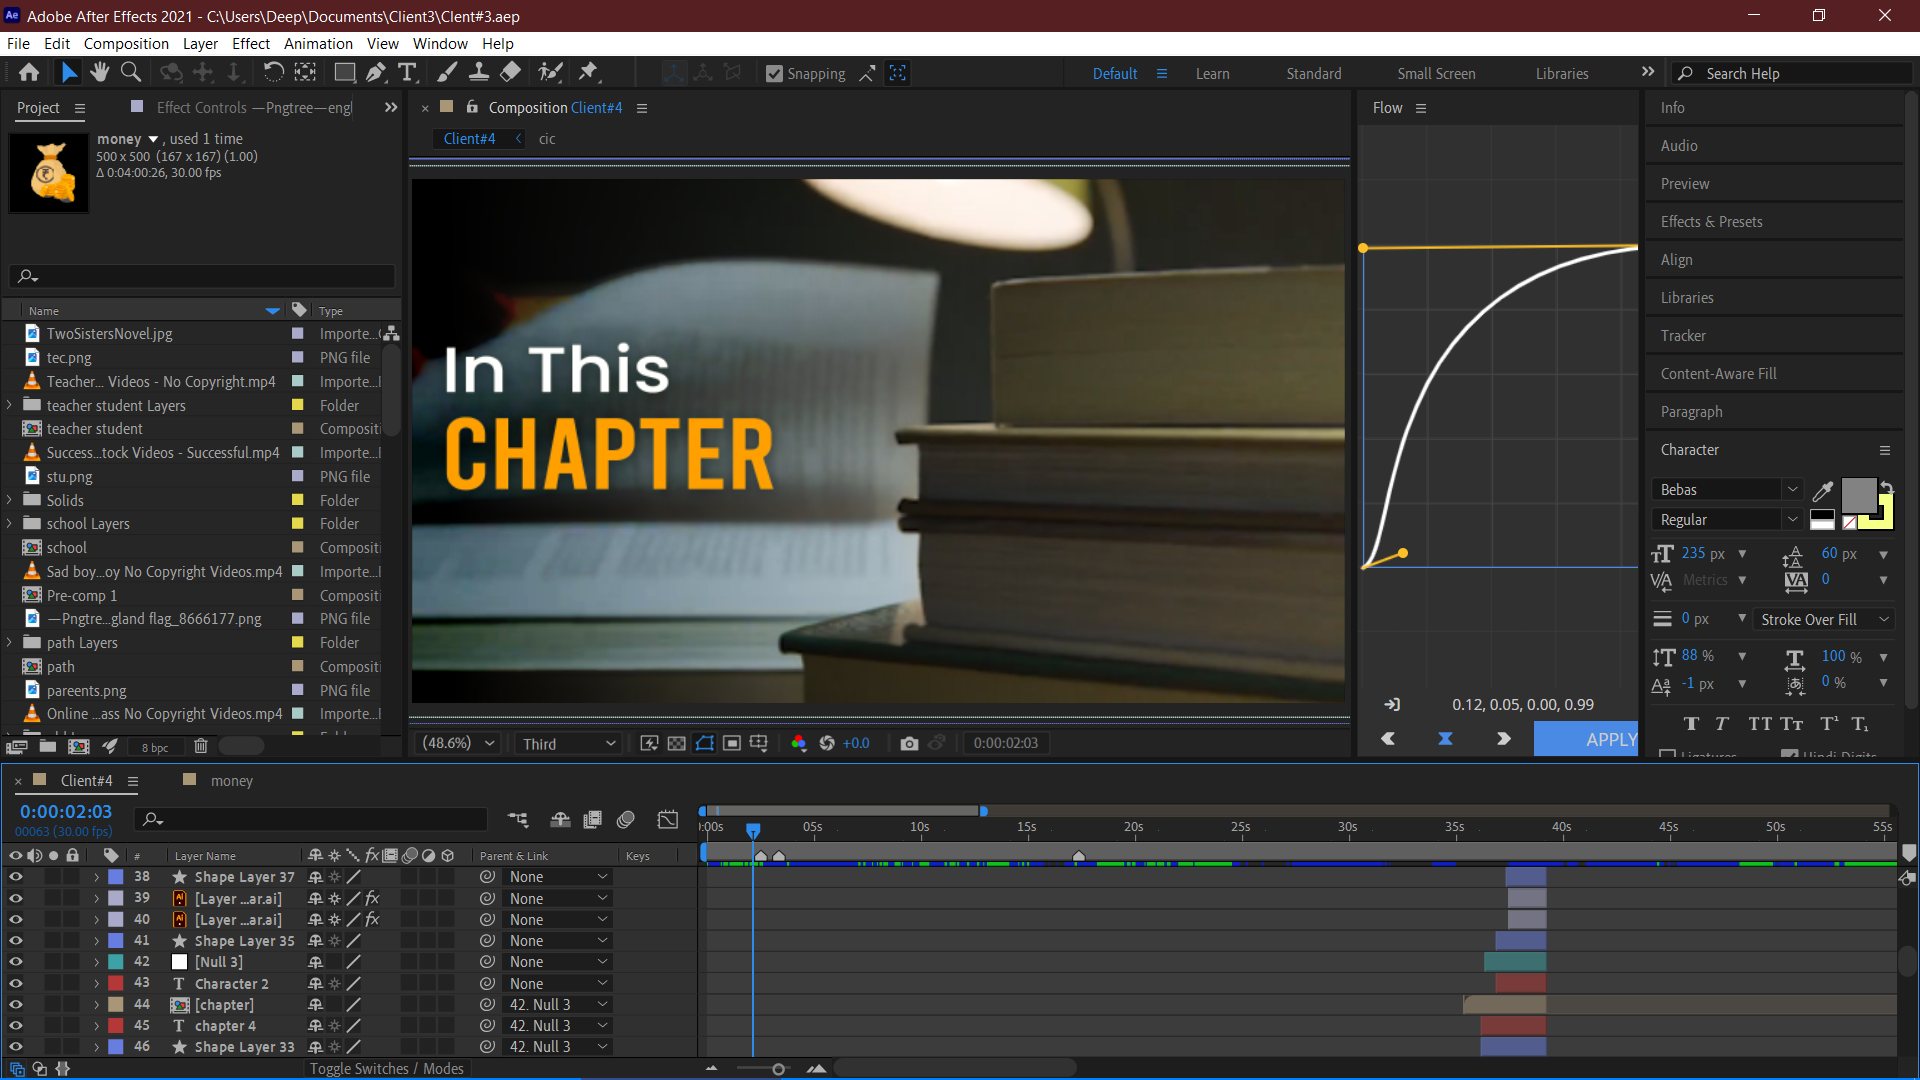 Adobe After Effects 2021 - C:\Users\Deep\Documents\Client3\Clent#3.aep
File Edit Composition Layer Effect Animation View Window Help
Snapping
Default Learn Standard Small Screen Libraries Search Help
Project Effect Controls —Pngtree—engl
money , used 1 time
500 x 500 (167 x 167) (1.00)
Δ 0:04:00:26, 30.00 fps
Name Type
TwoSistersNovel.jpg Importe...
tec.png PNG file
Teacher... Videos - No Copyright.mp4 Importe...
teacher student Layers Folder
teacher student Compositi
Success...tock Videos - Successful.mp4 Importe...
stu.png PNG file
Solids Folder
school Layers Folder
school Compositi
Sad boy...oy No Copyright Videos.mp4 Importe...
Pre-comp 1 Compositi
—Pngtre...gland flag_8666177.png PNG file
path Layers Folder
path Compositi
pareents.png PNG file
Online ...ass No Copyright Videos.mp4 Importe...
8 bpc
Composition Client#4
Client#4 cic
In This
CHAPTER
(48.6%) Third +0.0 0:00:02:03
Flow
0.12, 0.05, 0.00, 0.99
APPLY
Info
Audio
Preview
Effects & Presets
Align
Libraries
Tracker
Content-Aware Fill
Paragraph
Character
Bebas
Regular
235 px 60 px
Metrics 0
0 px Stroke Over Fill
88 % 100 %
-1 px 0 %
Ligatures Hindi Digits
Client#4 money
0:00:02:03
00063 (30.00 fps)
:00s 05s 10s 15s 20s 25s 30s 35s 40s 45s 50s 55s
# Layer Name Parent & Link Keys
38 Shape Layer 37 None
39 [Layer ...ar.ai] None
40 [Layer ...ar.ai] None
41 Shape Layer 35 None
42 [Null 3] None
43 Character 2 None
44 [chapter] 42. Null 3
45 chapter 4 42. Null 3
46 Shape Layer 33 42. Null 3
Toggle Switches / Modes